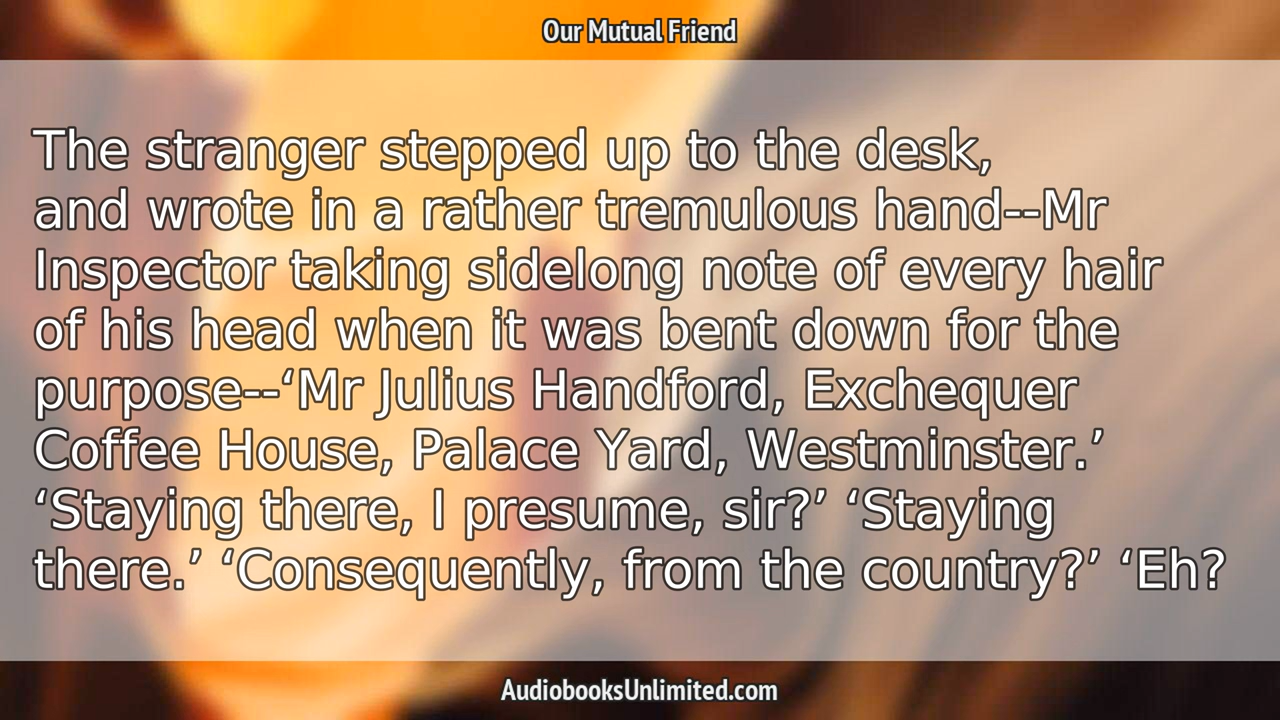 Our Mutual Friend
The stranger stepped up to the desk,
and wrote in a rather tremulous hand--Mr
Inspector taking sidelong note of every hair
of his head when it was bent down for the
purpose--‘Mr Julius Handford, Exchequer
Coffee House, Palace Yard, Westminster.’
‘Staying there, I presume, sir?’ ‘Staying
there.’ ‘Consequently, from the country?’ ‘Eh?
AudiobooksUnlimited.com